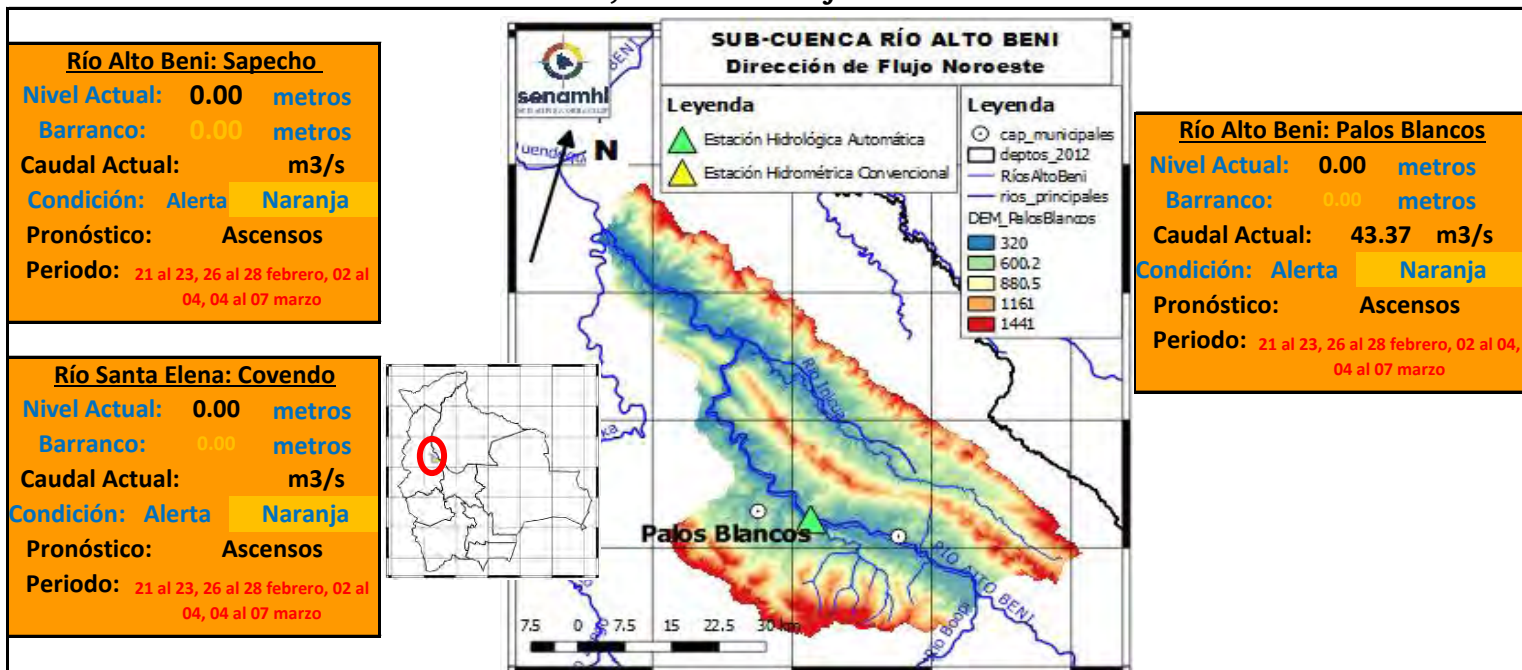 Río Alto Beni: Sapecho
Nivel Actual: 0.00 metros
Barranco: 0.00 metros
Caudal Actual: m3/s
Condición: Alerta Naranja
Pronóstico: Ascensos
Periodo: 21 al 23, 26 al 28 febrero, 02 al
04, 04 al 07 marzo
Río Santa Elena: Covendo
Nivel Actual: 0.00 metros
Barranco: 0.00 metros
Caudal Actual: m3/s
Condición: Alerta Naranja
Pronóstico: Ascensos
Periodo: 21 al 23, 26 al 28 febrero, 02 al
04, 04 al 07 marzo
senamhi
SUB-CUENCA RÍO ALTO BENI
Dirección de Flujo Noroeste
BENI
N
Leyenda
Estación Hidrológica Automática
Estación Hidrométrica Convencional
Leyenda
cap_municipales
deptos_2012
RíosAltoBeni
rios_principales
DEM_PalosBlancos
320
600.2
880.5
1161
1441
Río Inicua
Palos Blancos
RIO ALTO BENI
Río Boopi
7.5 0 7.5 15 22.5 30 km
Río Alto Beni: Palos Blancos
Nivel Actual: 0.00 metros
Barranco: 0.00 metros
Caudal Actual: 43.37 m3/s
Condición: Alerta Naranja
Pronóstico: Ascensos
Periodo: 21 al 23, 26 al 28 febrero, 02 al 04,
04 al 07 marzo